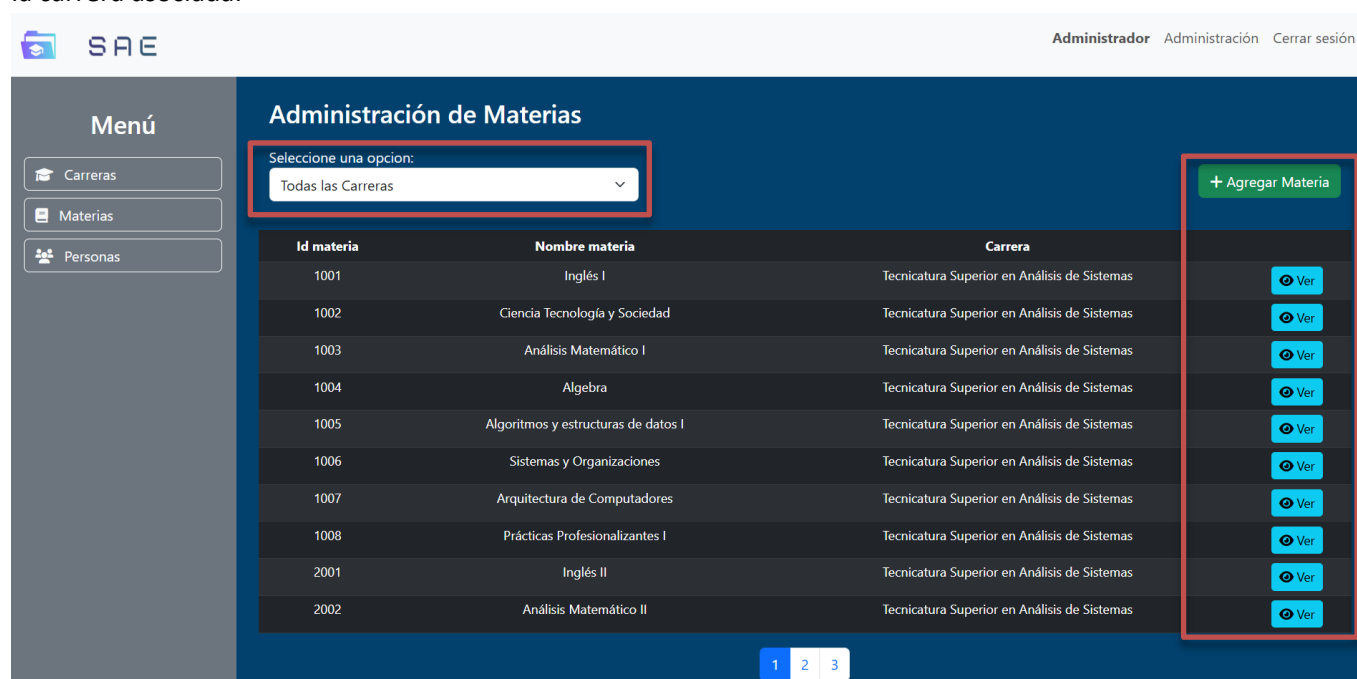 la carrera asociada.
SAE
Administrador Administración Cerrar sesión
Menú
Carreras
Materias
Personas
Administración de Materias
Seleccione una opcion:
Todas las Carreras
+ Agregar Materia
Id materia Nombre materia Carrera
1001 Inglés I Tecnicatura Superior en Análisis de Sistemas Ver
1002 Ciencia Tecnología y Sociedad Tecnicatura Superior en Análisis de Sistemas Ver
1003 Análisis Matemático I Tecnicatura Superior en Análisis de Sistemas Ver
1004 Algebra Tecnicatura Superior en Análisis de Sistemas Ver
1005 Algoritmos y estructuras de datos I Tecnicatura Superior en Análisis de Sistemas Ver
1006 Sistemas y Organizaciones Tecnicatura Superior en Análisis de Sistemas Ver
1007 Arquitectura de Computadores Tecnicatura Superior en Análisis de Sistemas Ver
1008 Prácticas Profesionalizantes I Tecnicatura Superior en Análisis de Sistemas Ver
2001 Inglés II Tecnicatura Superior en Análisis de Sistemas Ver
2002 Análisis Matemático II Tecnicatura Superior en Análisis de Sistemas Ver
1 2 3